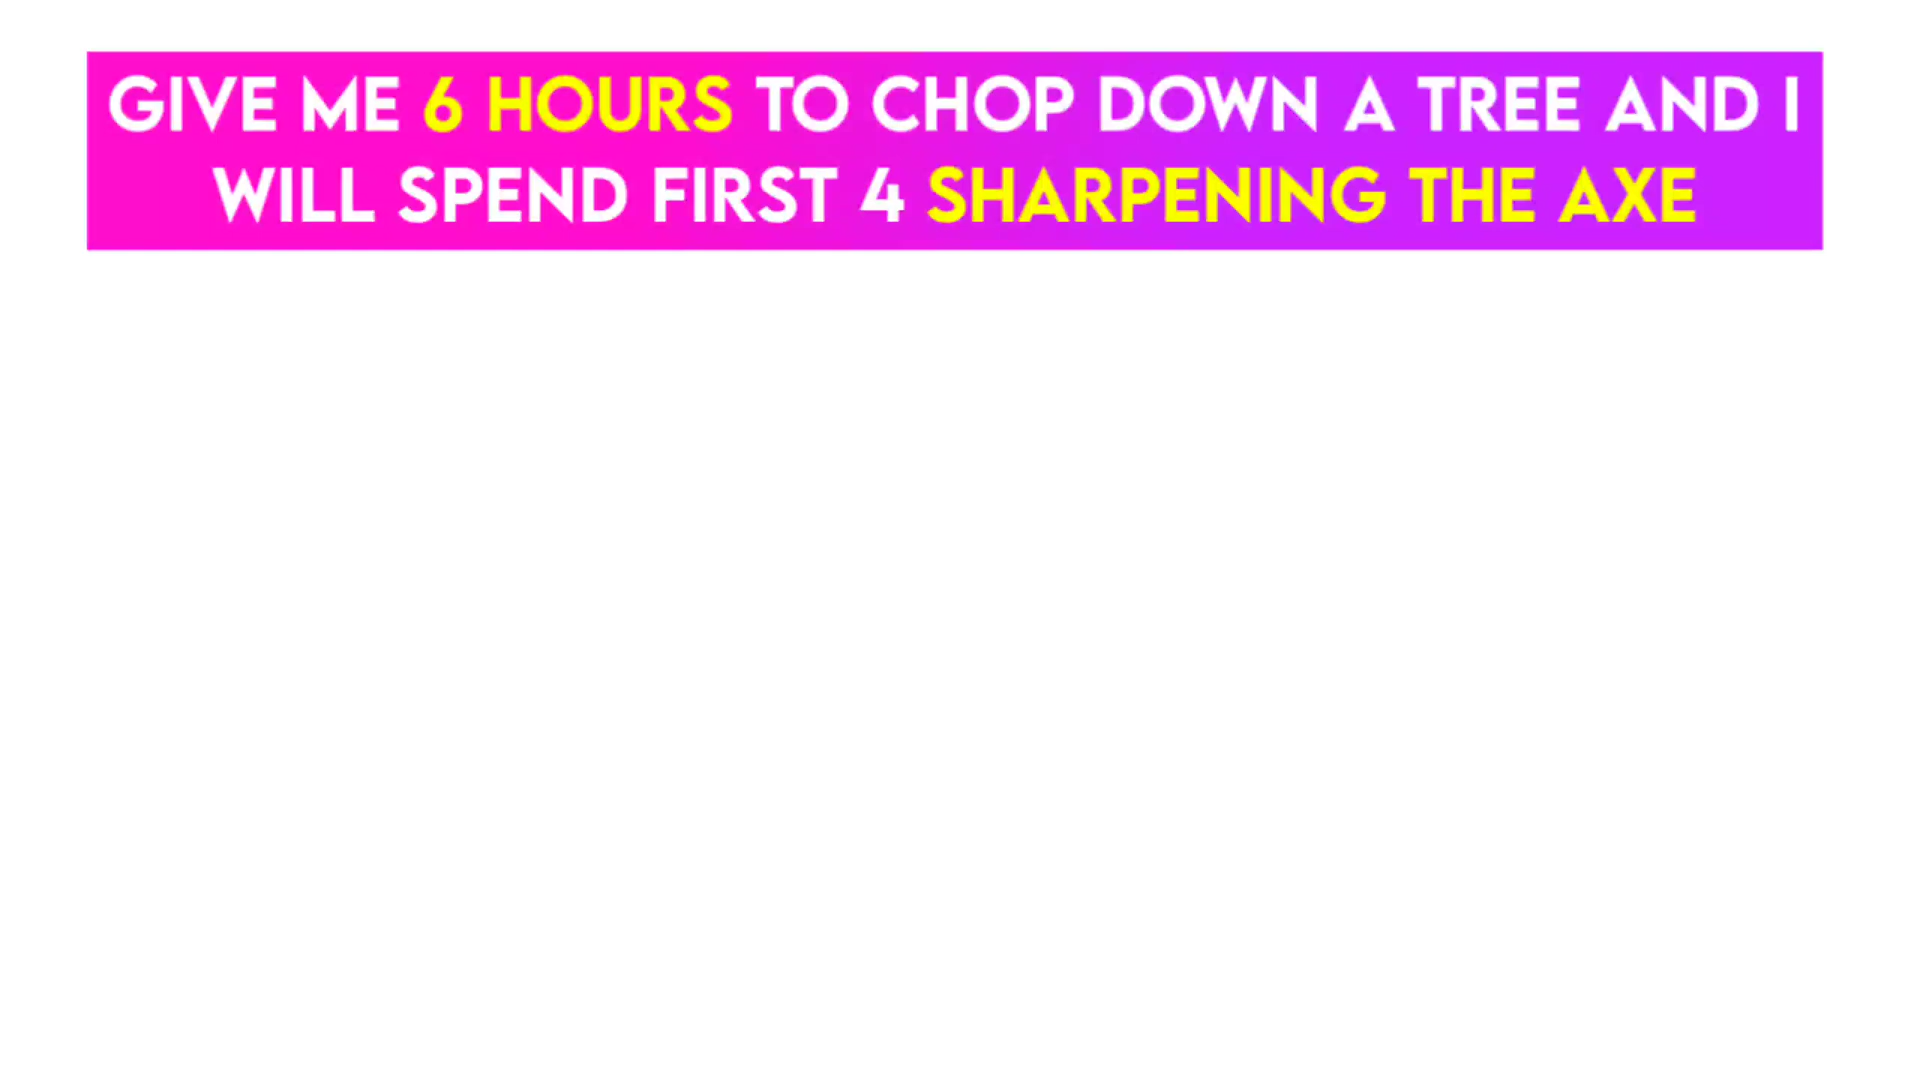 GIVE ME 6 HOURS TO CHOP DOWN A TREE AND I
WILL SPEND FIRST 4 SHARPENING THE AXE